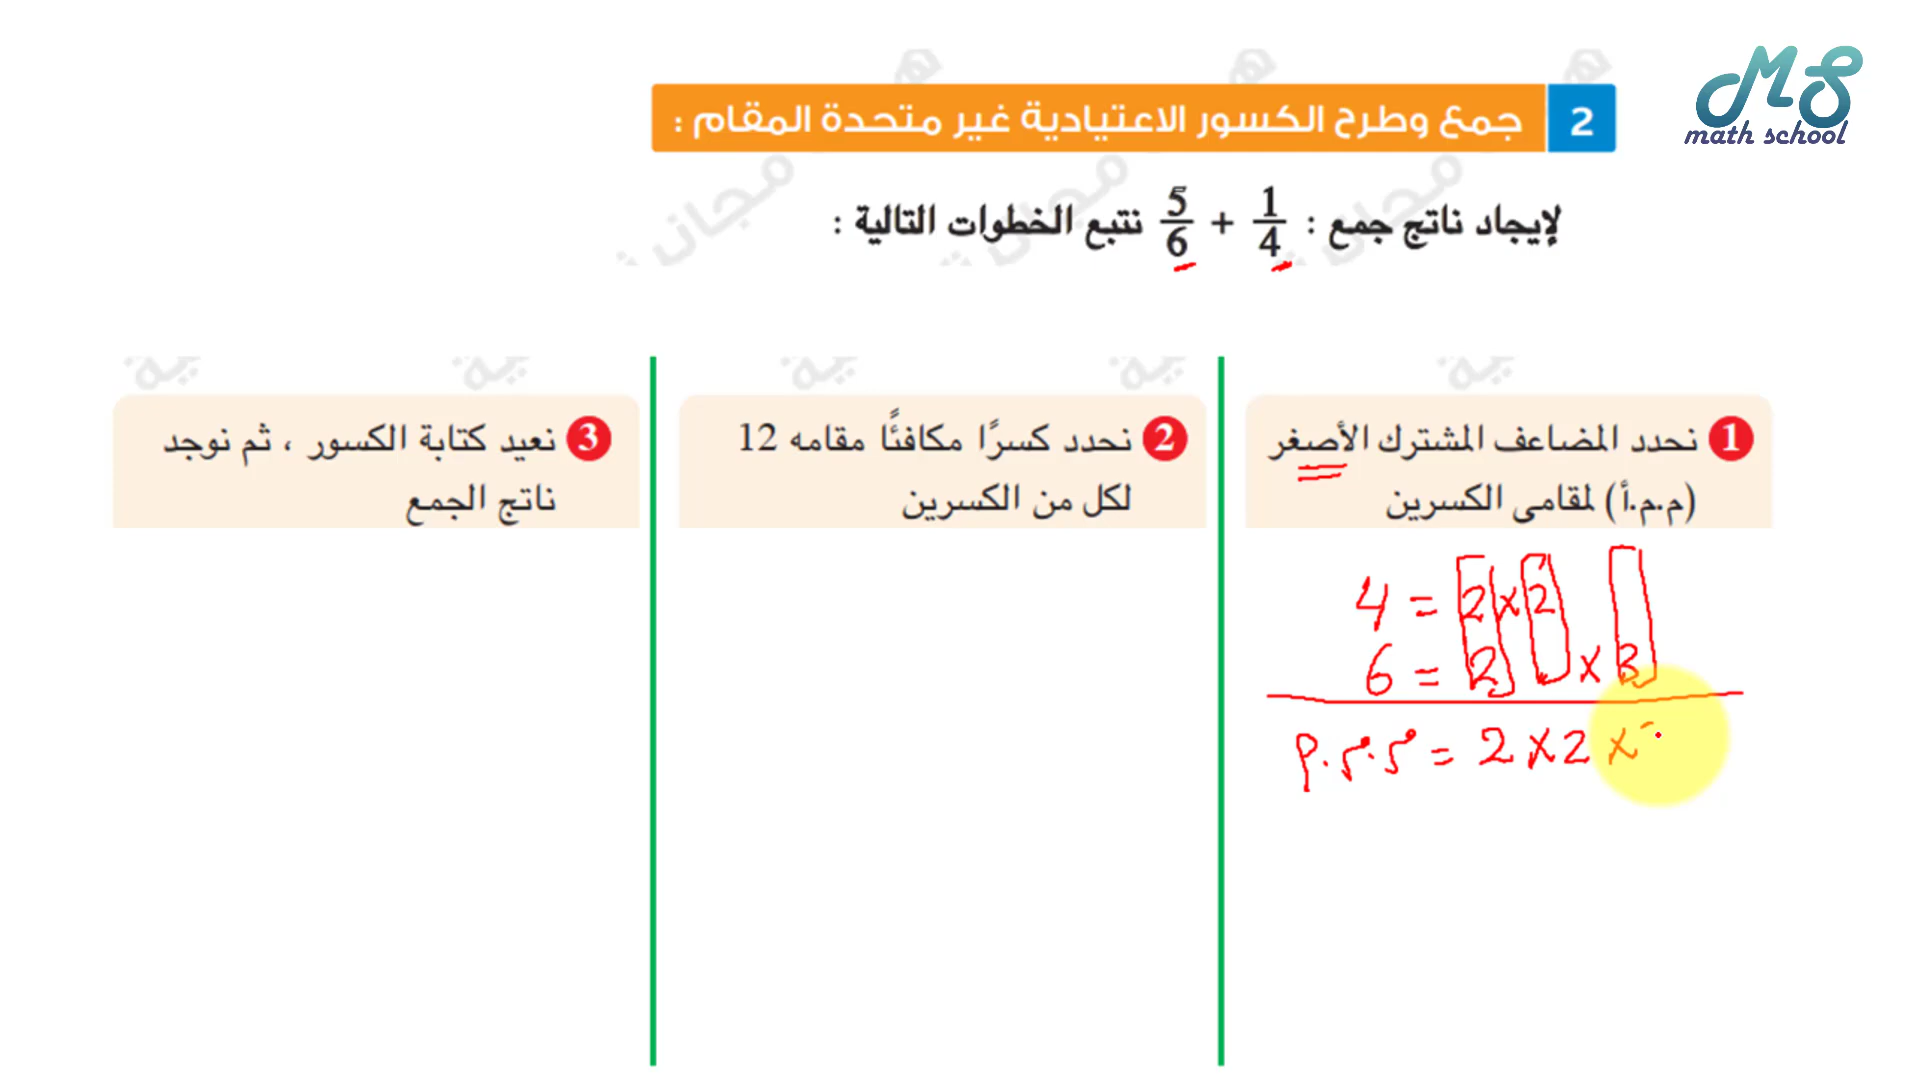 MS
math school
2 جمع وطرح الكسور الاعتيادية غير متحدة المقام :
لإيجاد ناتج جمع : 1/4 + 5/6 نتبع الخطوات التالية :
1 نحدد المضاعف المشترك الأصغر
(م.م.أ) لمقامى الكسرين
4 = 2 × 2
6 = 2 × 3
م.م.أ = 2 × 2 ×
2 نحدد كسرًا مكافئًا مقامه 12
لكل من الكسرين
3 نعيد كتابة الكسور ، ثم نوجد
ناتج الجمع